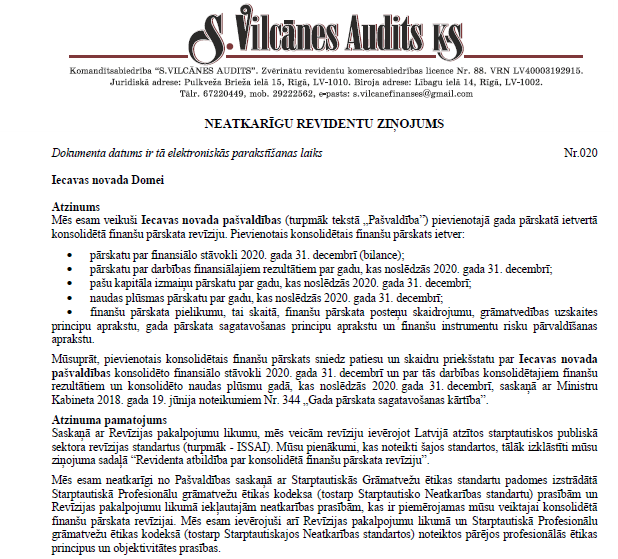 S. Vilcānes Audits KS
Komandītsabiedrība "S.VILCĀNES AUDITS". Zvērinātu revidentu komercsabiedrības licence Nr. 88. VRN LV40003192915.
Juridiskā adrese: Pulkveža Brieža ielā 15, Rīgā, LV-1010. Biroja adrese: Lībagu ielā 14, Rīgā, LV-1002.
Tālr. 67220449, mob. 29222562, e-pasts: s.vilcanefinanses@gmail.com
NEATKARĪGU REVIDENTU ZIŅOJUMS
Dokumenta datums ir tā elektroniskās parakstīšanas laiks Nr.020
Iecavas novada Domei
Atzinums
Mēs esam veikuši Iecavas novada pašvaldības (turpmāk tekstā „Pašvaldība") pievienotajā gada pārskatā ietvertā
konsolidētā finanšu pārskata revīziju. Pievienotais konsolidētais finanšu pārskats ietver:
• pārskatu par finansiālo stāvokli 2020. gada 31. decembrī (bilance);
• pārskatu par darbības finansiālajiem rezultātiem par gadu, kas noslēdzās 2020. gada 31. decembrī;
• pašu kapitāla izmaiņu pārskatu par gadu, kas noslēdzās 2020. gada 31. decembrī;
• naudas plūsmas pārskatu par gadu, kas noslēdzās 2020. gada 31. decembrī;
• finanšu pārskata pielikumu, tai skaitā, finanšu pārskata posteņu skaidrojumu, grāmatvedības uzskaites
principu aprakstu, gada pārskata sagatavošanas principu aprakstu un finanšu instrumentu risku pārvaldīšanas
aprakstu.
Mūsuprāt, pievienotais konsolidētais finanšu pārskats sniedz patiesu un skaidru priekšstatu par Iecavas novada
pašvaldības konsolidēto finansiālo stāvokli 2020. gada 31. decembrī un par tās darbības konsolidētajiem finanšu
rezultātiem un konsolidēto naudas plūsmu gadā, kas noslēdzās 2020. gada 31. decembrī, saskaņā ar Ministru
Kabineta 2018. gada 19. jūnija noteikumiem Nr. 344 „Gada pārskata sagatavošanas kārtība".
Atzinuma pamatojums
Saskaņā ar Revīzijas pakalpojumu likumu, mēs veicām revīziju ievērojot Latvijā atzītos starptautiskos publiskā
sektora revīzijas standartus (turpmāk - ISSAI). Mūsu pienākumi, kas noteikti šajos standartos, tālāk izklāstīti mūsu
ziņojuma sadaļā "Revidenta atbildība par konsolidētā finanšu pārskata revīziju".
Mēs esam neatkarīgi no Pašvaldības saskaņā ar Starptautiskās Grāmatvežu ētikas standartu padomes izstrādātā
Starptautiskā Profesionālu grāmatvežu ētikas kodeksa (tostarp Starptautisko Neatkarības standartu) prasībām un
Revīzijas pakalpojumu likumā iekļautajām neatkarības prasībām, kas ir piemērojamas mūsu veiktajai konsolidētā
finanšu pārskata revīzijai. Mēs esam ievērojuši arī Revīzijas pakalpojumu likumā un Starptautiskā Profesionālu
grāmatvežu ētikas kodeksā (tostarp Starptautiskajos Neatkarības standartos) noteiktos pārējos profesionālās ētikas
principus un objektivitātes prasības.